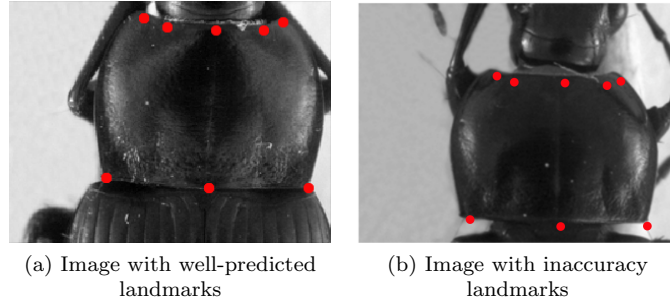 (a) Image with well-predicted
landmarks
(b) Image with inaccuracy
landmarks